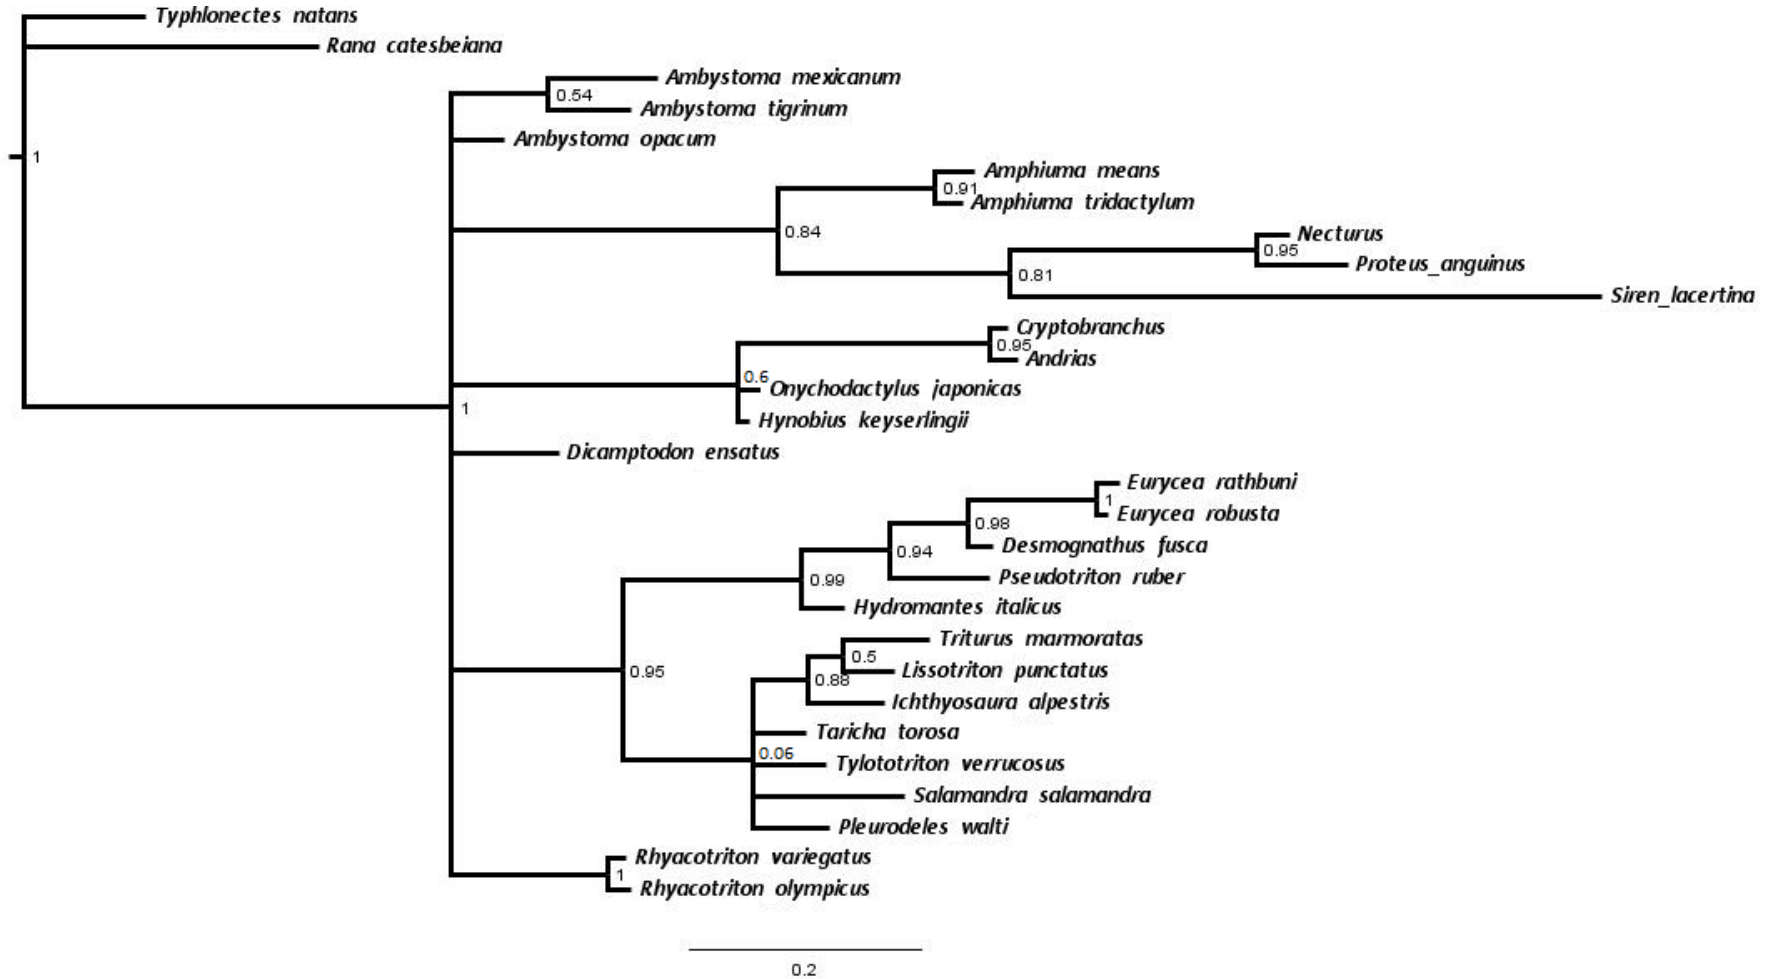 Typhlonectes natans
Rana catesbeiana
Ambystoma mexicanum
0.54
Ambystoma tigrinum
Ambystoma opacum
1
Amphiuma means
0.91
Amphiuma tridactylum
0.84
Necturus
0.95
Proteus_anguinus
0.81
Siren_lacertina
Cryptobranchus
0.95
Andrias
0.6
Onychodactylus japonicas
1
Hynobius keyserlingii
Dicamptodon ensatus
Eurycea rathbuni
1
Eurycea robusta
0.98
Desmognathus fusca
0.94
Pseudotriton ruber
0.99
Hydromantes italicus
Triturus marmoratas
0.5
Lissotriton punctatus
0.95
0.88
Ichthyosaura alpestris
Taricha torosa
0.06
Tylototriton verrucosus
Salamandra salamandra
Pleurodeles walti
Rhyacotriton variegatus
1
Rhyacotriton olympicus
0.2